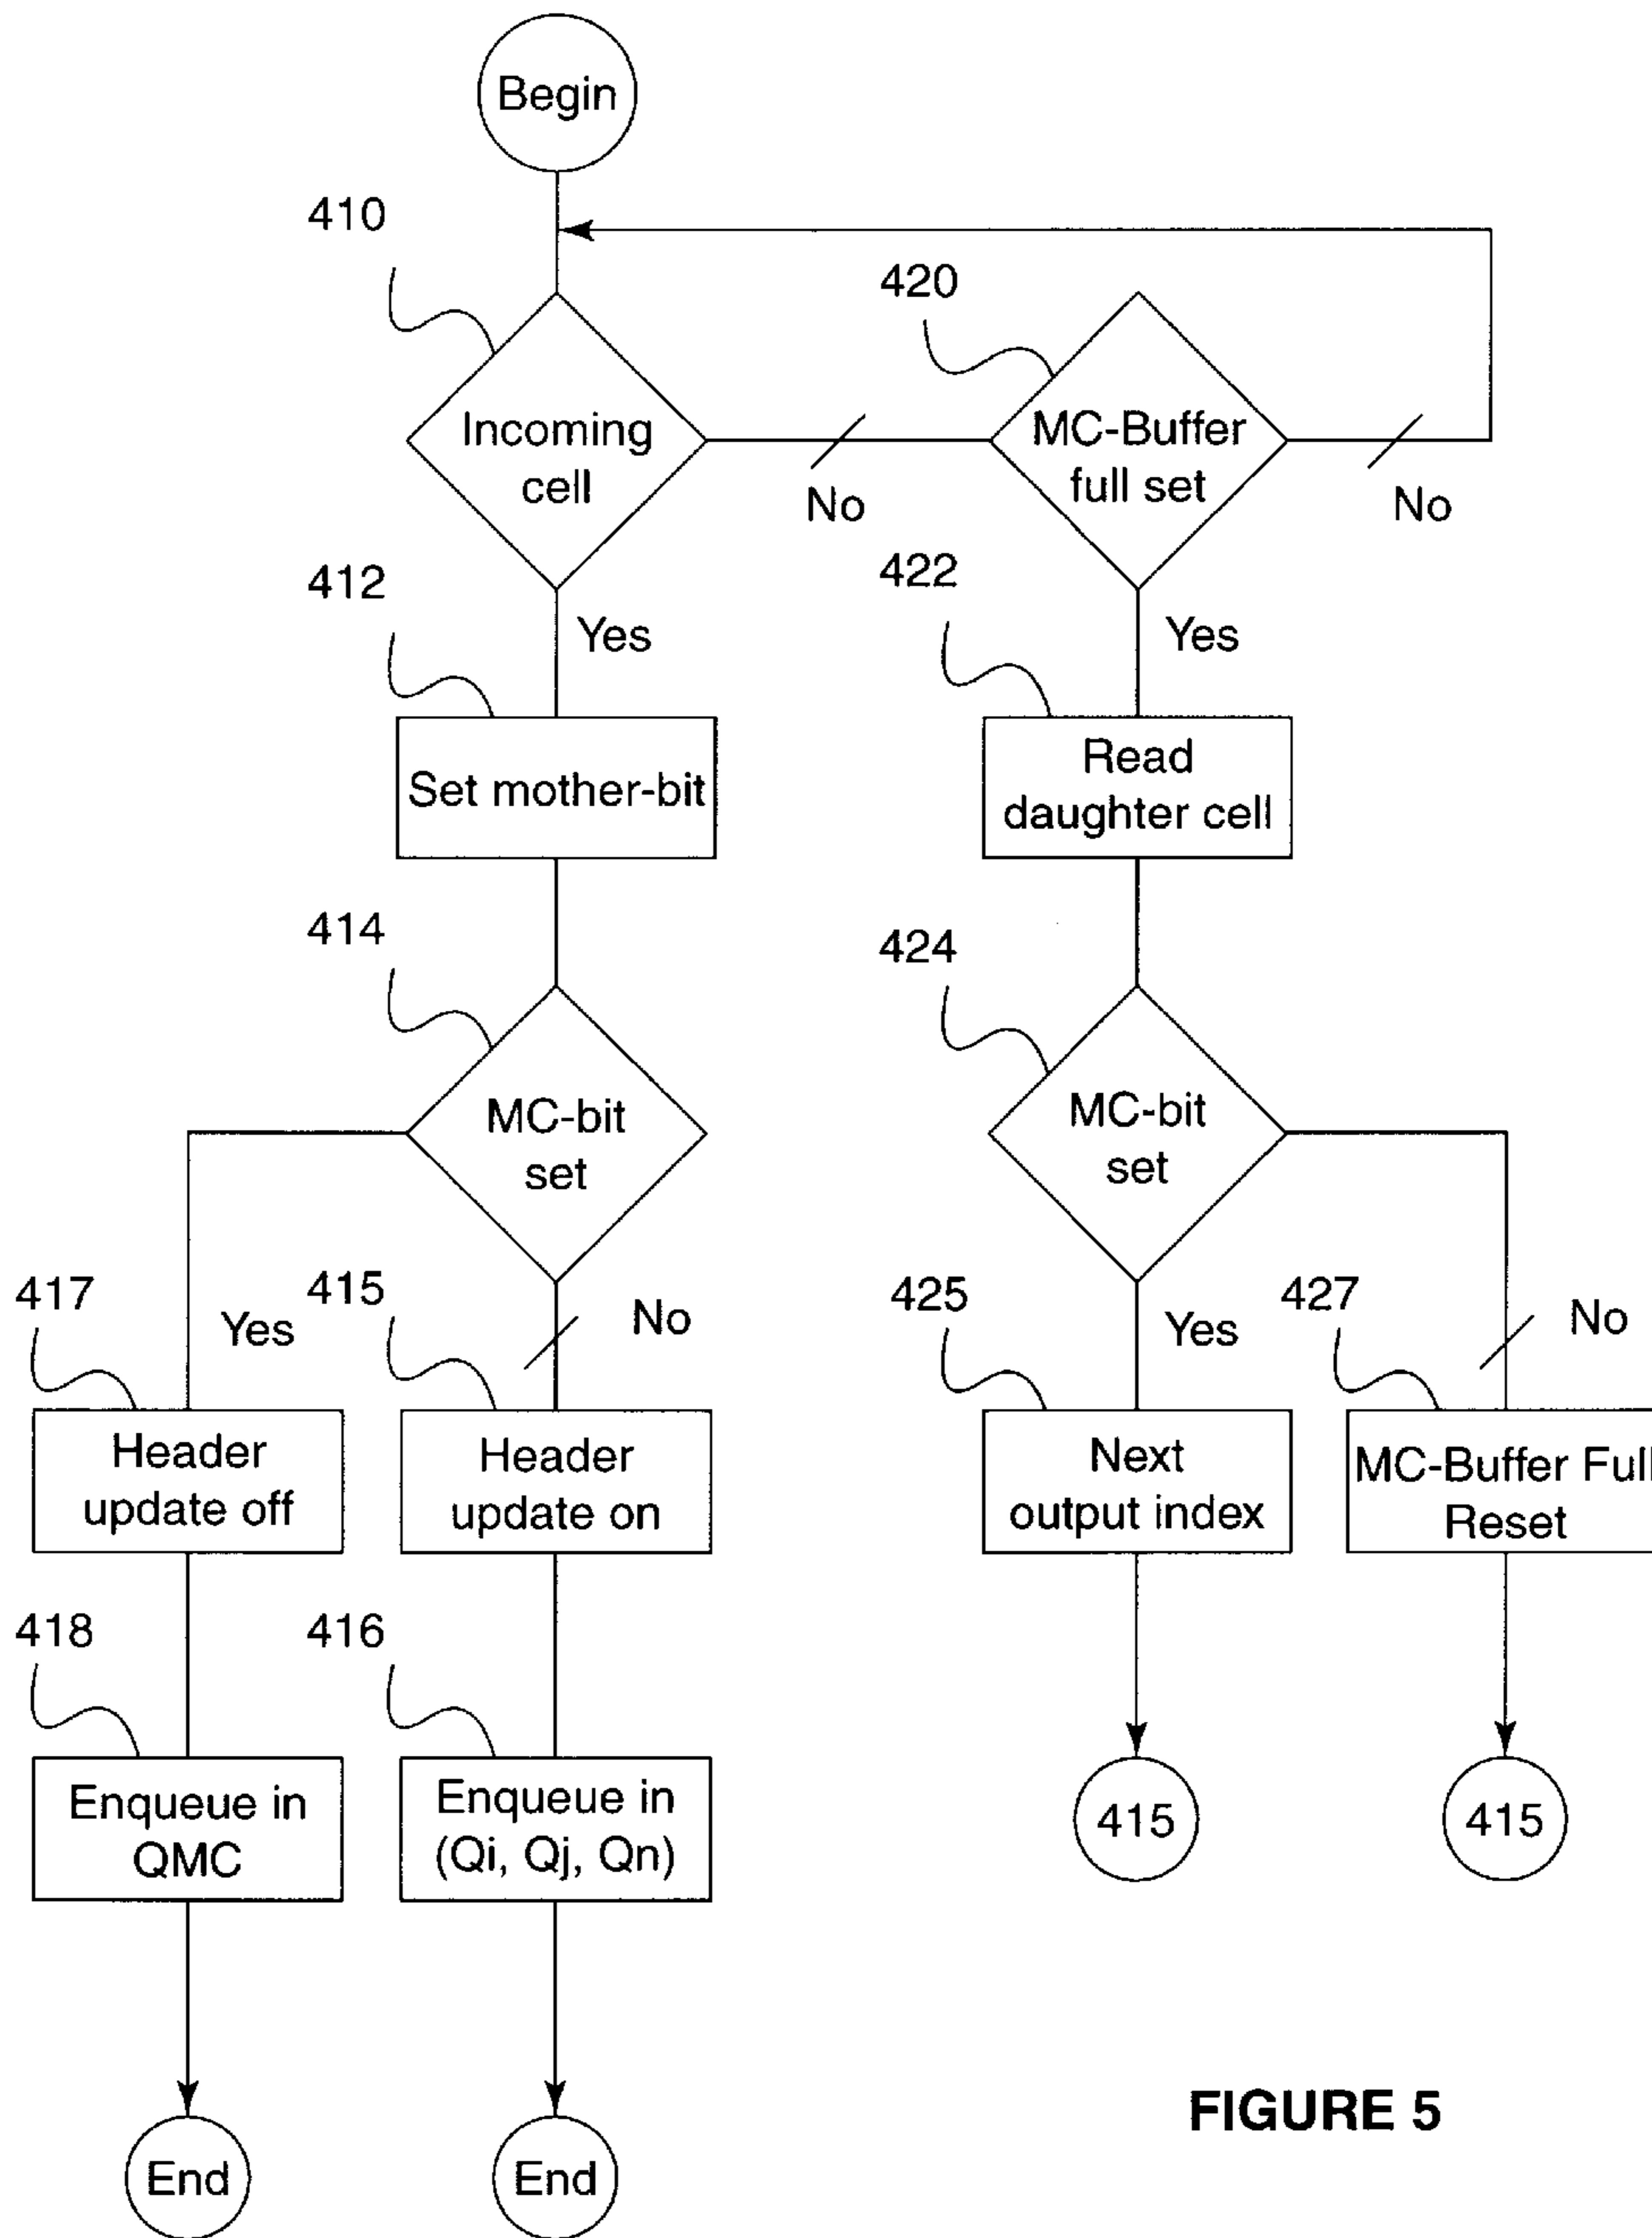 Begin
410
420
Incoming
cell
No
MC-Buffer
full set
No
412
Yes
422
Yes
Set mother-bit
Read
daughter cell
414
424
MC-bit
set
MC-bit
set
417
Yes
415
No
425
Yes
427
No
Header
update off
Header
update on
Next
output index
MC-Buffer Full
Reset
418
416
Enqueue in
QMC
Enqueue in
(Qi, Qj, Qn)
415
415
End
End
FIGURE 5